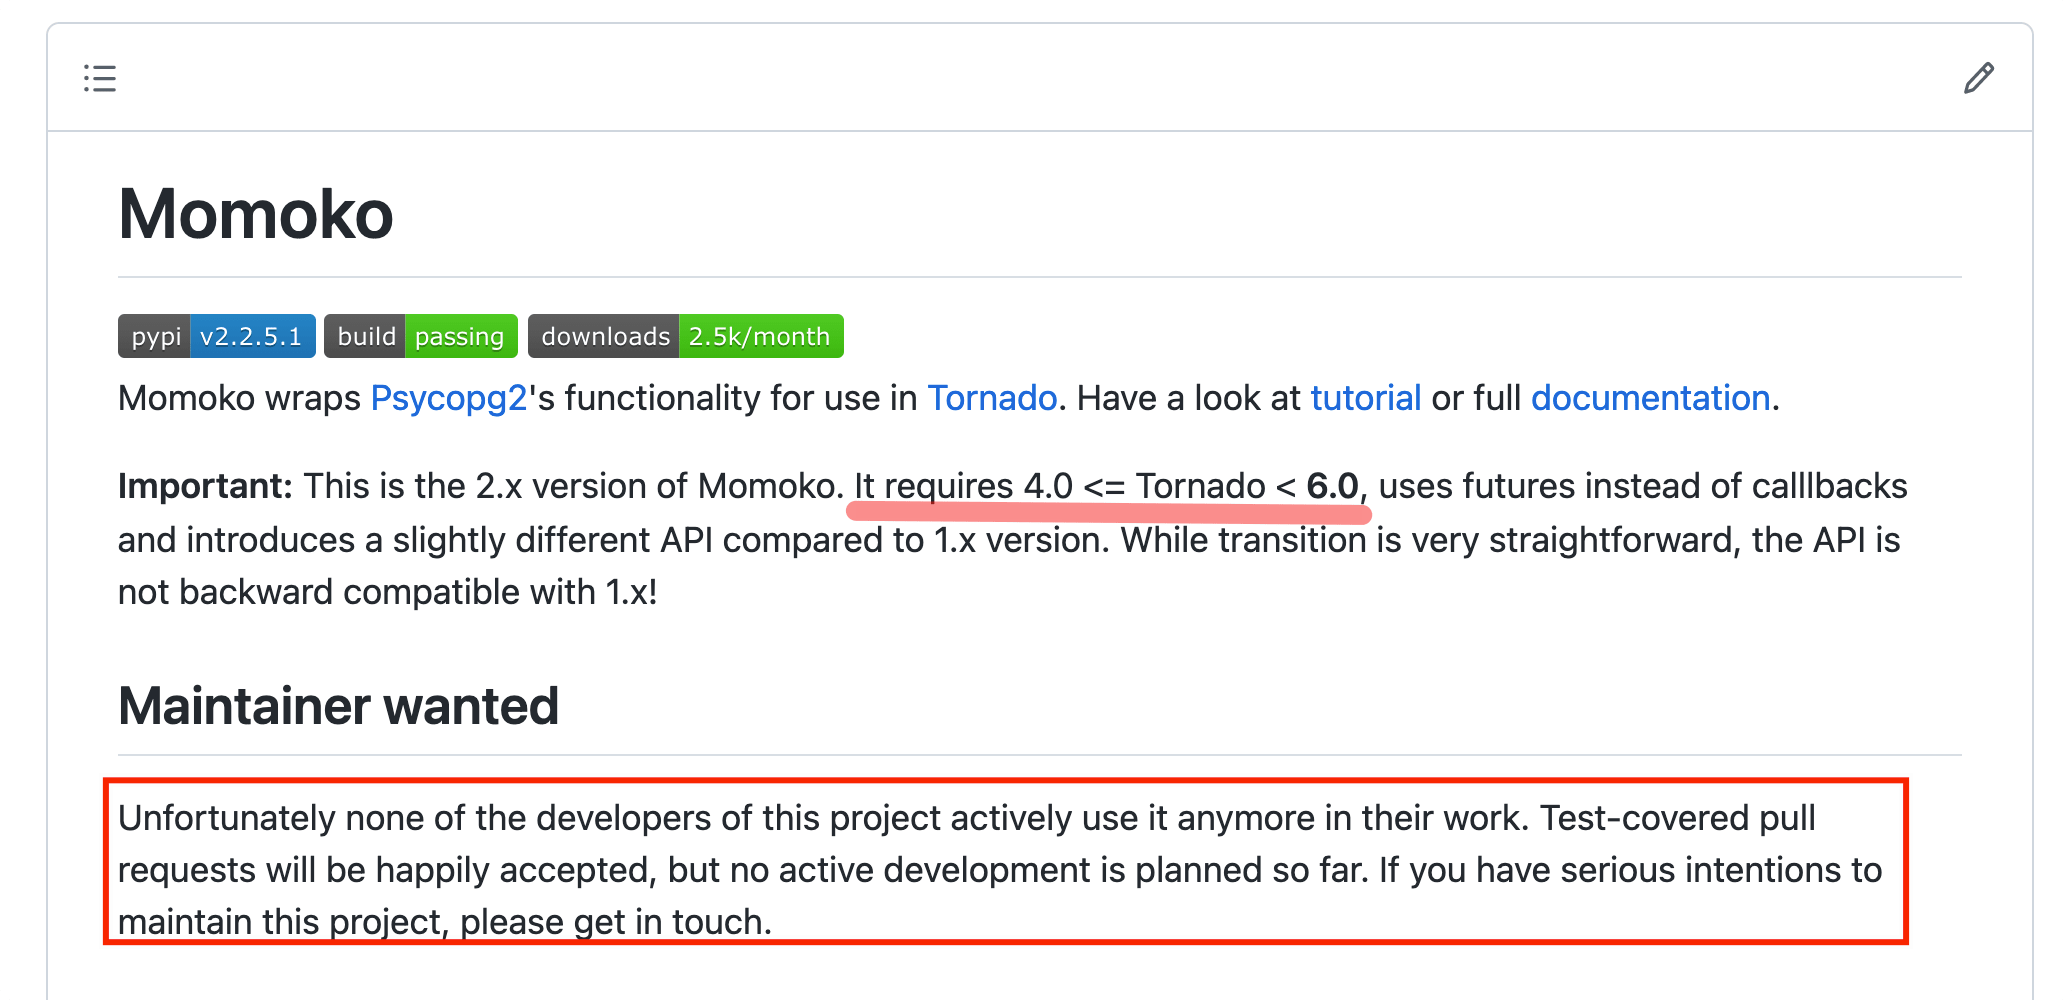 Momoko
pypi v2.2.5.1 build passing downloads 2.5k/month
Momoko wraps Psycopg2's functionality for use in Tornado. Have a look at tutorial or full documentation.
Important: This is the 2.x version of Momoko. It requires 4.0 <= Tornado < 6.0, uses futures instead of calllbacks
and introduces a slightly different API compared to 1.x version. While transition is very straightforward, the API is
not backward compatible with 1.x!
Maintainer wanted
Unfortunately none of the developers of this project actively use it anymore in their work. Test-covered pull
requests will be happily accepted, but no active development is planned so far. If you have serious intentions to
maintain this project, please get in touch.